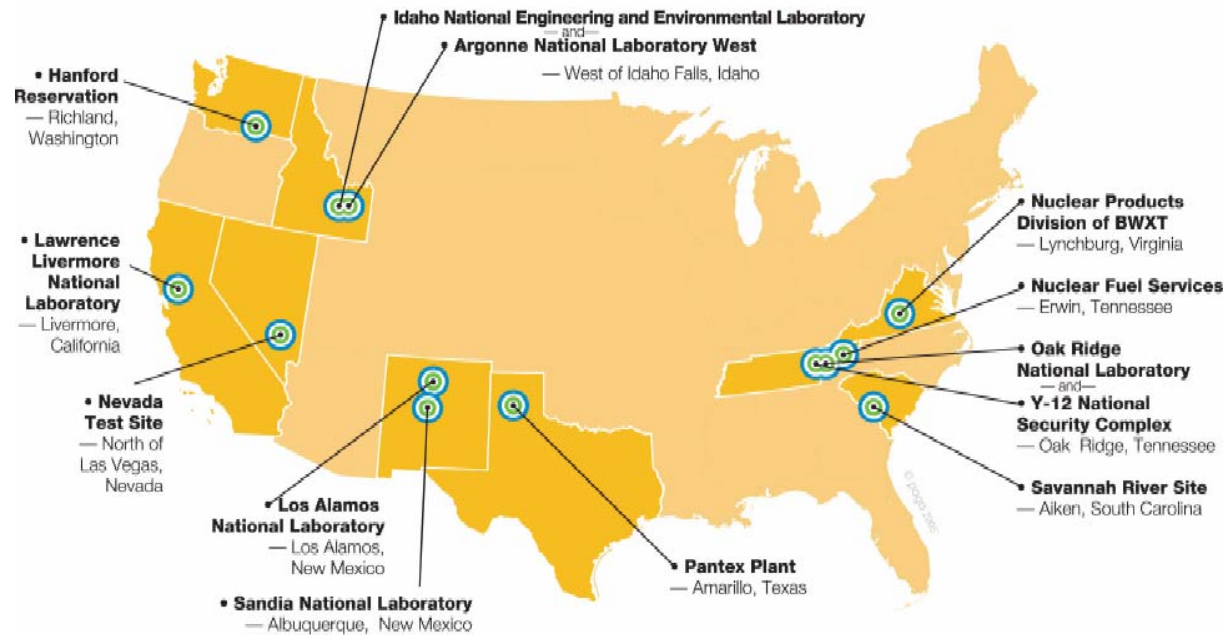 • Idaho National Engineering and Environmental Laboratory
— and—
• Argonne National Laboratory West
— West of Idaho Falls, Idaho
• Hanford
Reservation
— Richland,
Washington
• Lawrence
Livermore
National
Laboratory
— Livermore,
California
• Nevada
Test Site
— North of
Las Vegas,
Nevada
• Los Alamos
National Laboratory
— Los Alamos,
New Mexico
• Sandia National Laboratory
— Albuquerque, New Mexico
• Pantex Plant
— Amarillo, Texas
• Nuclear Products
Division of BWXT
— Lynchburg, Virginia
• Nuclear Fuel Services
— Erwin, Tennessee
• Oak Ridge
National Laboratory
—and—
• Y-12 National
Security Complex
— Oak Ridge, Tennessee
• Savannah River Site
— Aiken, South Carolina
© pogo 2005